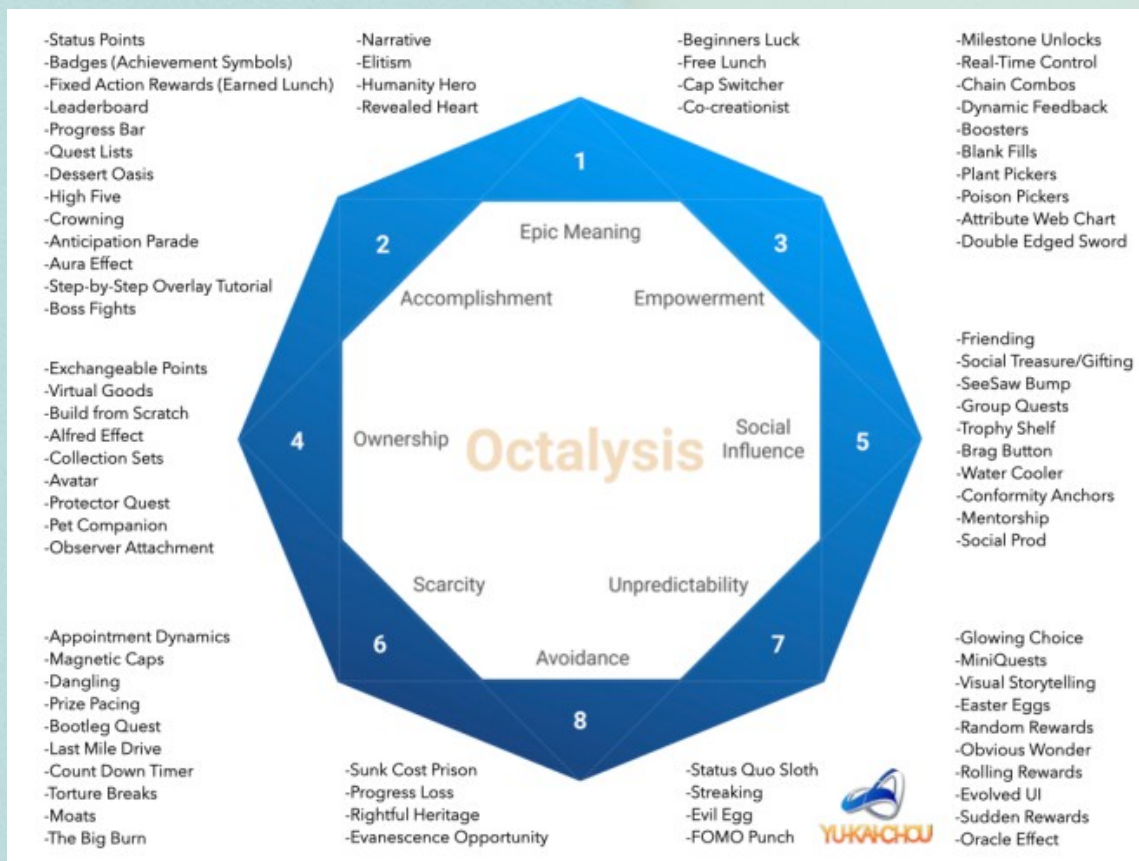 -Status Points
-Badges (Achievement Symbols)
-Fixed Action Rewards (Earned Lunch)
-Leaderboard
-Progress Bar
-Quest Lists
-Dessert Oasis
-High Five
-Crowning
-Anticipation Parade
-Aura Effect
-Step-by-Step Overlay Tutorial
-Boss Fights
-Narrative
-Elitism
-Humanity Hero
-Revealed Heart
-Beginners Luck
-Free Lunch
-Cap Switcher
-Co-creationist
-Milestone Unlocks
-Real-Time Control
-Chain Combos
-Dynamic Feedback
-Boosters
-Blank Fills
-Plant Pickers
-Poison Pickers
-Attribute Web Chart
-Double Edged Sword
1
Epic Meaning
2
Accomplishment
3
Empowerment
-Exchangeable Points
-Virtual Goods
-Build from Scratch
-Alfred Effect
-Collection Sets
-Avatar
-Protector Quest
-Pet Companion
-Observer Attachment
4
Ownership
Octalysis
Social
Influence
5
-Friending
-Social Treasure/Gifting
-SeeSaw Bump
-Group Quests
-Trophy Shelf
-Brag Button
-Water Cooler
-Conformity Anchors
-Mentorship
-Social Prod
Scarcity
6
Unpredictability
7
Avoidance
8
-Appointment Dynamics
-Magnetic Caps
-Dangling
-Prize Pacing
-Bootleg Quest
-Last Mile Drive
-Count Down Timer
-Torture Breaks
-Moats
-The Big Burn
-Sunk Cost Prison
-Progress Loss
-Rightful Heritage
-Evanescence Opportunity
-Status Quo Sloth
-Streaking
-Evil Egg
-FOMO Punch
YU-KAI-CHOU
-Glowing Choice
-MiniQuests
-Visual Storytelling
-Easter Eggs
-Random Rewards
-Obvious Wonder
-Rolling Rewards
-Evolved UI
-Sudden Rewards
-Oracle Effect